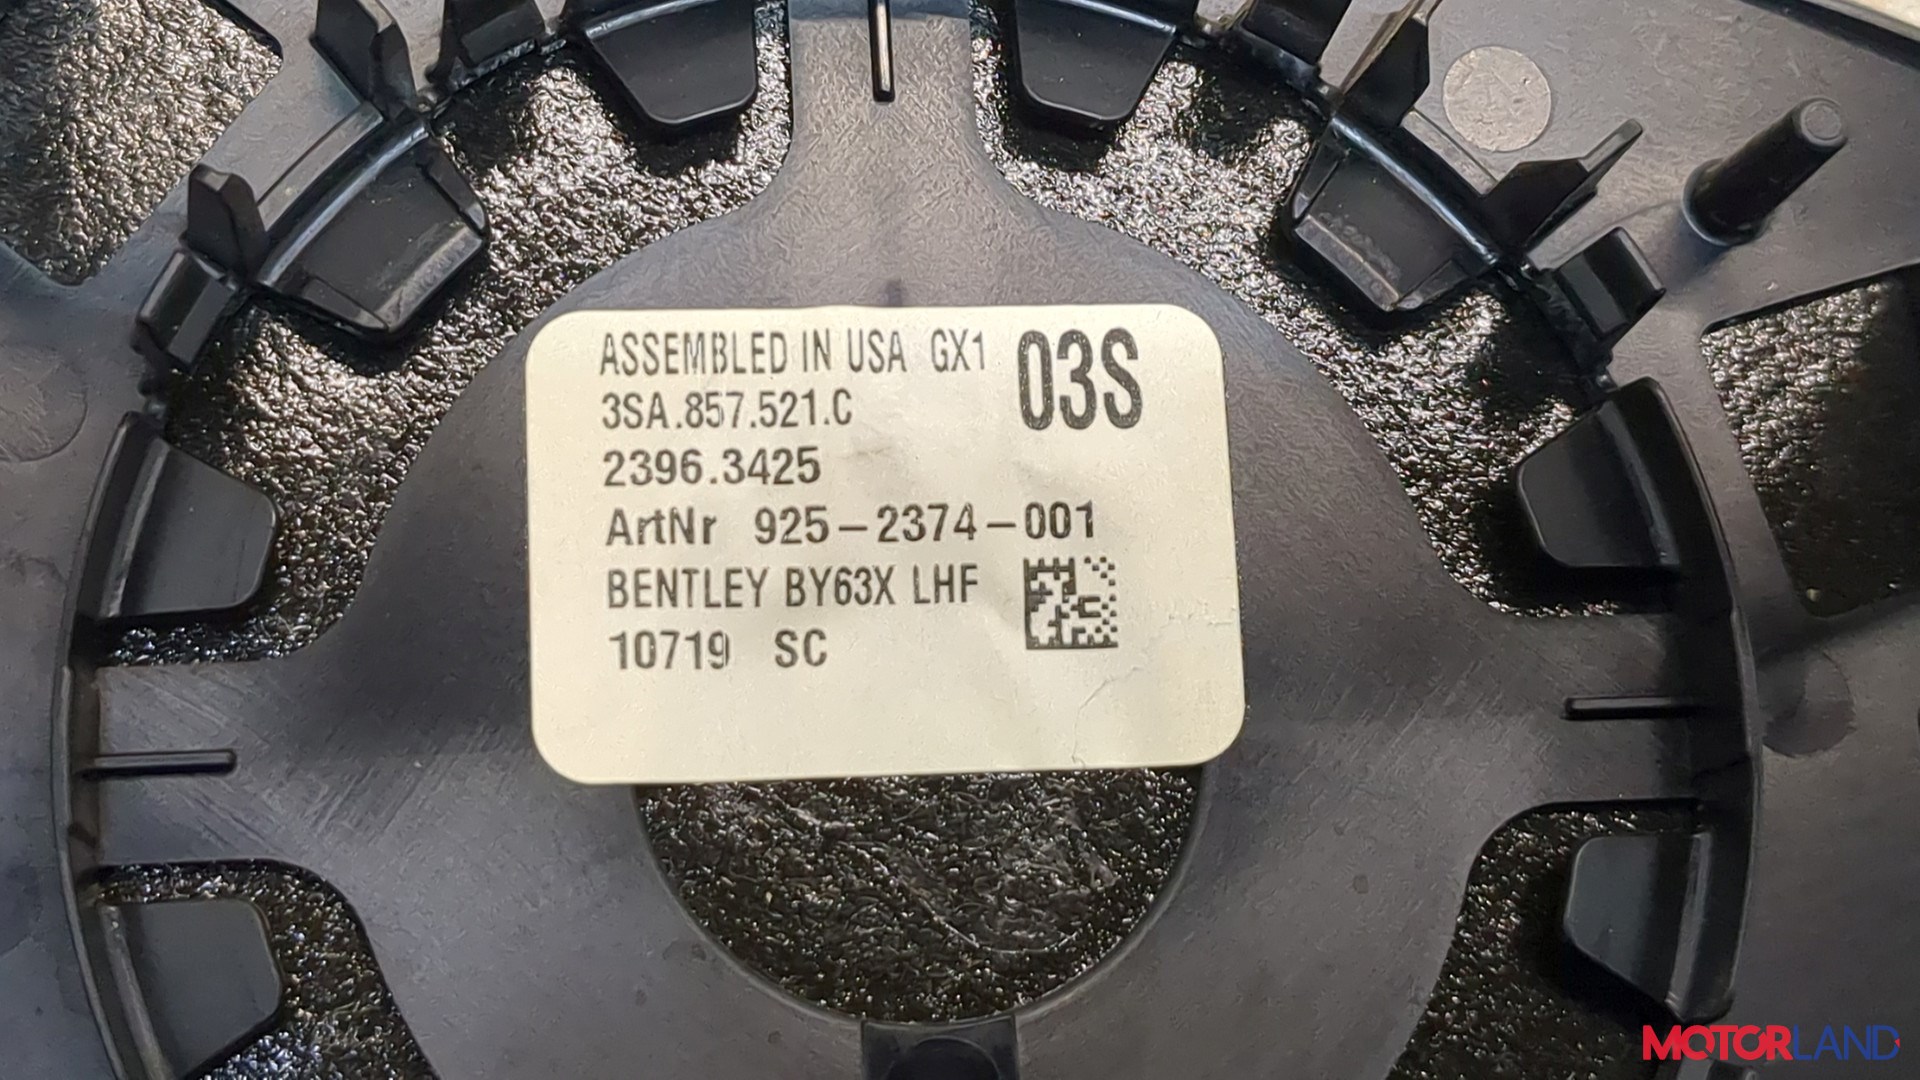 ASSEMBLED IN USA GX1 03S
3SA.857.521.C
2396.3425
ArtNr 925-2374-001
BENTLEY BY63X LHF
10719 SC
MOTORLAND